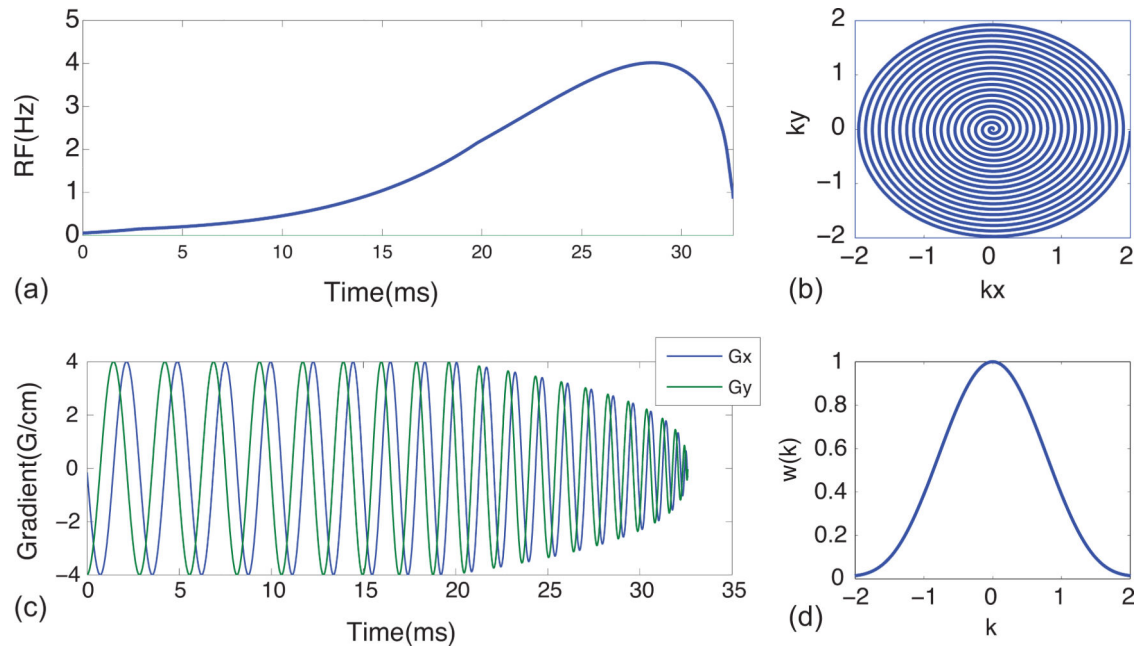 5
4
3
2
1
0
RF(Hz)
0 5 10 15 20 25 30
Time(ms)
(a)
2
1
0
−1
−2
ky
−2 −1 0 1 2
kx
(b)
4
2
0
−2
−4
Gradient(G/cm)
Gx
Gy
0 5 10 15 20 25 30 35
Time(ms)
(c)
1
0.8
0.6
0.4
0.2
0
w(k)
−2 −1 0 1 2
k
(d)